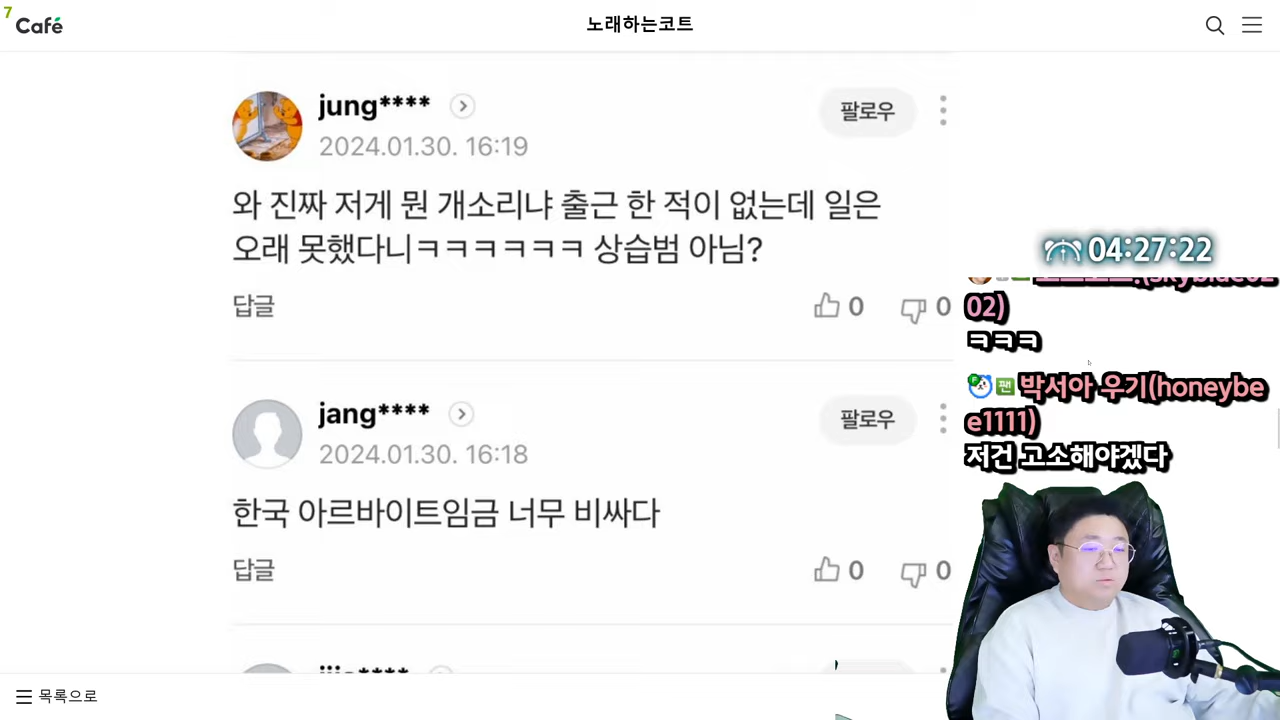 7
Café
노래하는코트
jung****
팔로우
2024.01.30. 16:19
와 진짜 저게 뭔 개소리냐 출근 한 적이 없는데 일은
오래 못했다니ㅋㅋㅋㅋㅋㅋ 상습범 아님?
답글
0
0
jang****
팔로우
2024.01.30. 16:18
한국 아르바이트임금 너무 비싸다
답글
0
0
목록으로
04:27:22
02)
ㅋㅋㅋ
팬
박서아 우기(honeybe
e1111)
저건 고소해야겠다